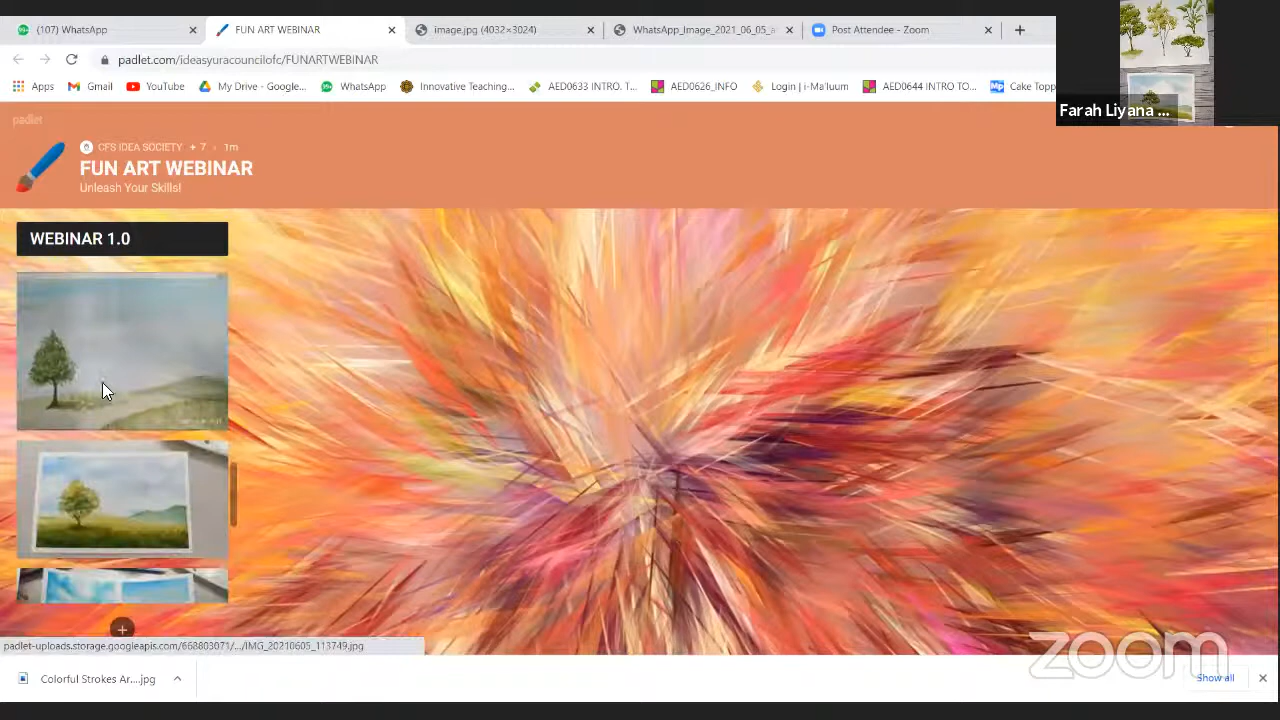 (107) WhatsApp
FUN ART WEBINAR
image.jpg (4032×3024)
WhatsApp_Image_2021_06_05_a
Post Attendee - Zoom
padlet.com/ideasyuracouncilofc/FUNARTWEBINAR
Apps
Gmail
YouTube
My Drive - Google...
WhatsApp
Innovative Teaching...
AED0633 INTRO. T...
AED0626_INFO
Login | i-Ma'luum
AED0644 INTRO TO...
Cake Topp
Farah Liyana ...
padlet
CFS IDEA SOCIETY + 7 · 1m
FUN ART WEBINAR
Unleash Your Skills!
WEBINAR 1.0
padlet-uploads.storage.googleapis.com/668803071/.../IMG_20210605_113749.jpg
zoom
Colorful Strokes Ar....jpg
Show all